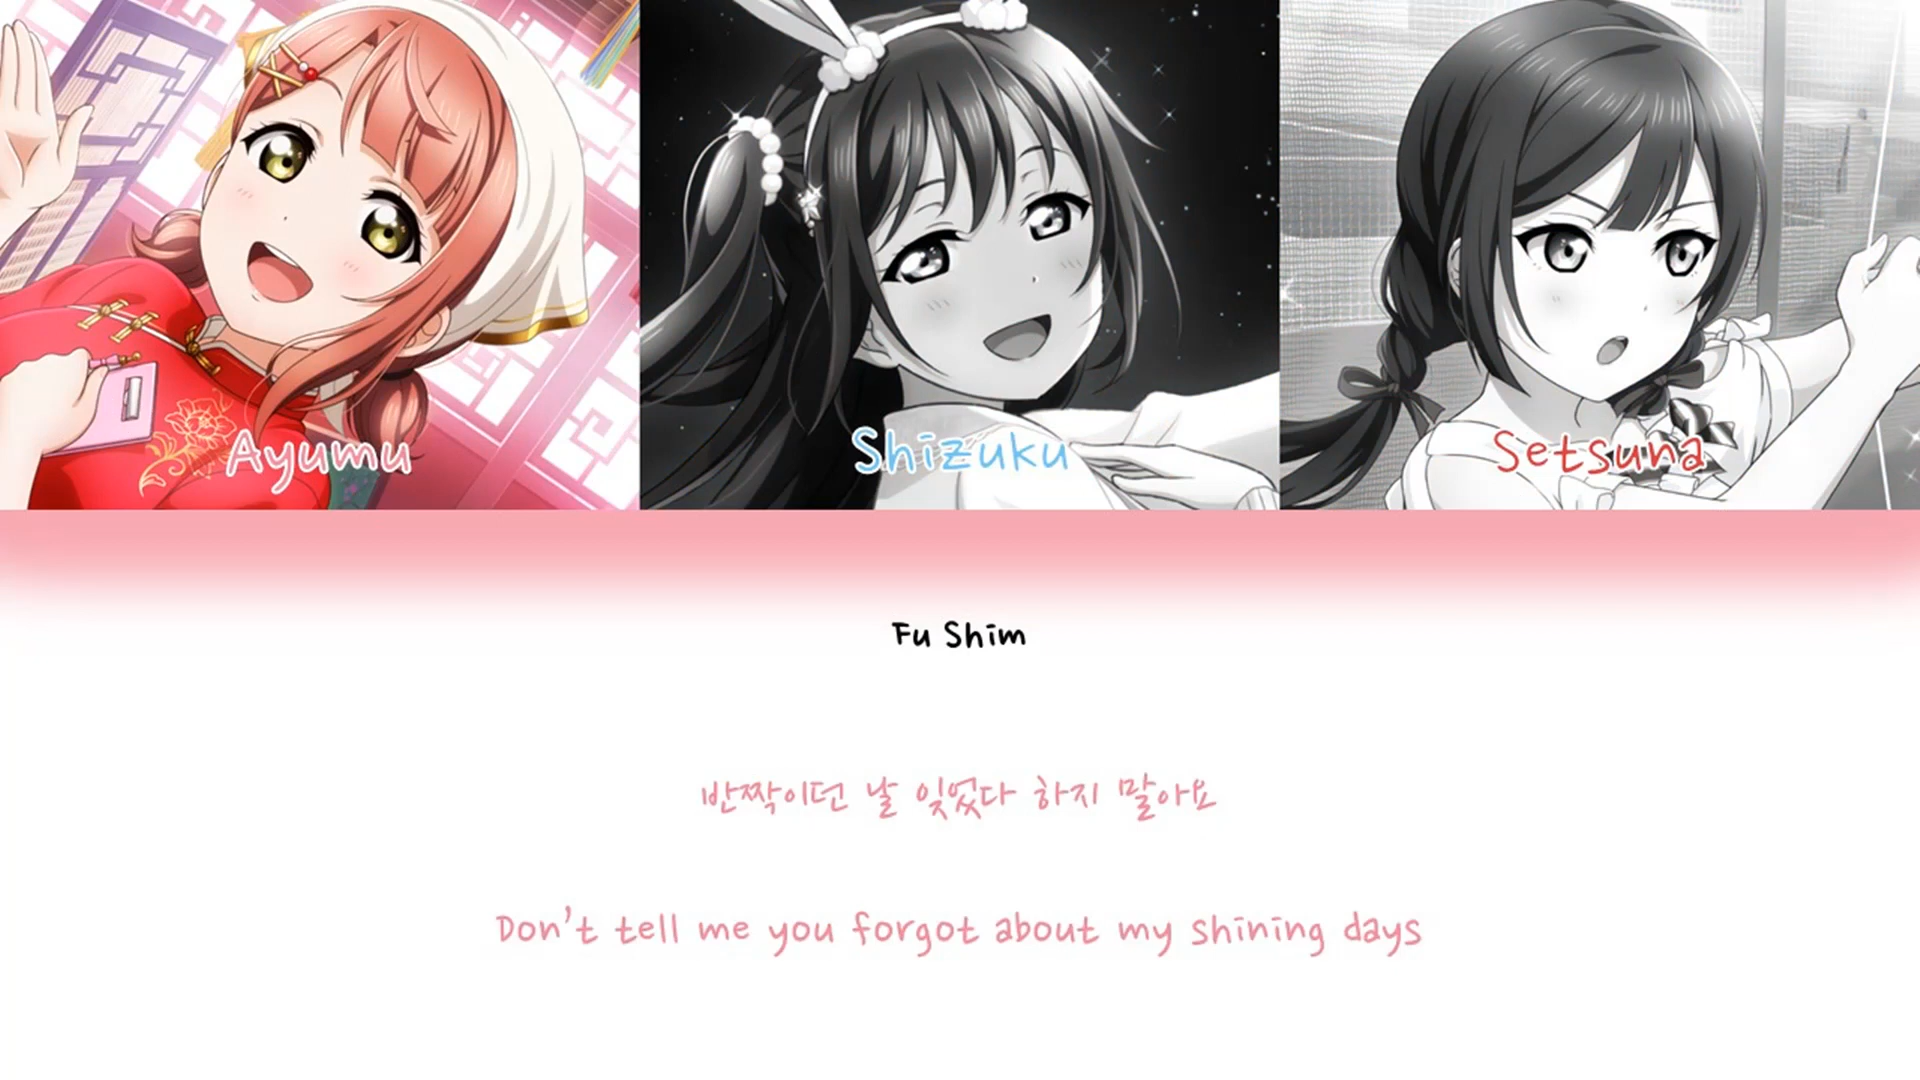 Ayumu
Shizuku
Setsuna
Fu Shim
반짝이던 날 잊었다 하지 말아요
Don't tell me you forgot about my shining days